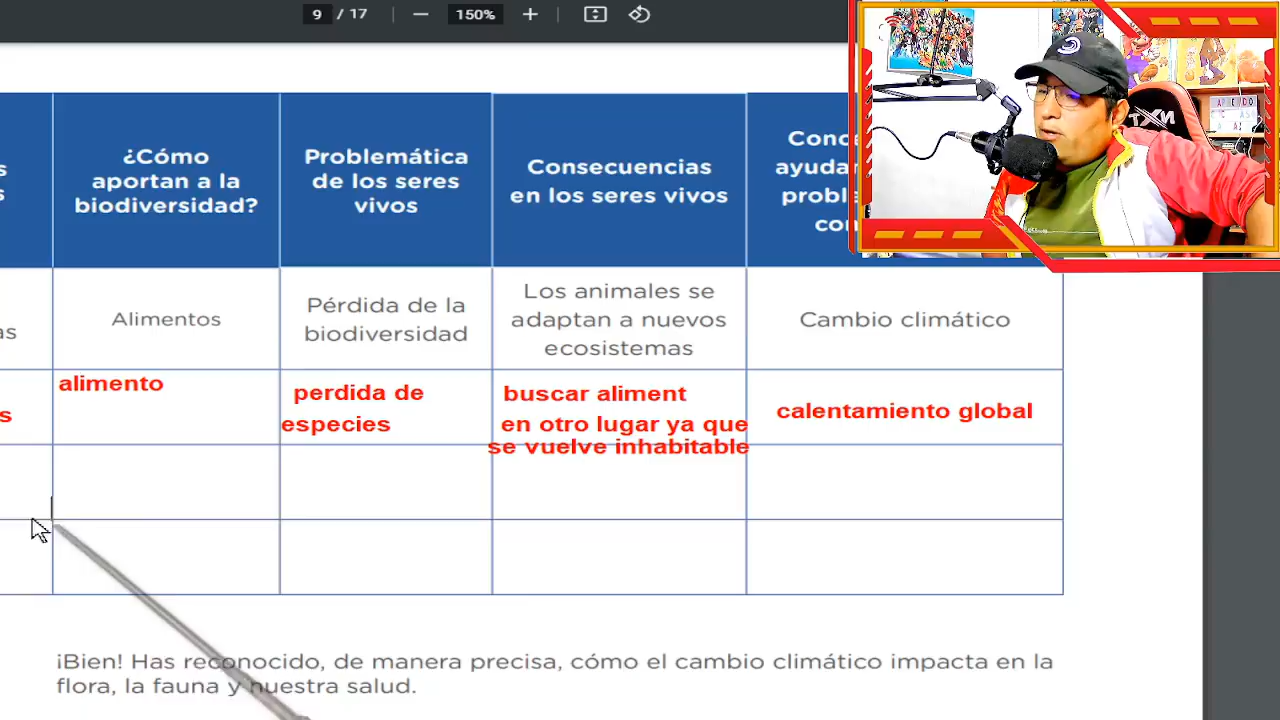 9 / 17
150%
¿Cómo
aportan a la
biodiversidad?
Problemática
de los seres
vivos
Consecuencias
en los seres vivos
Alimentos
Pérdida de la
biodiversidad
Los animales se
adaptan a nuevos
ecosistemas
Cambio climático
alimento
perdida de
especies
buscar aliment
en otro lugar ya que
se vuelve inhabitable
calentamiento global
¡Bien! Has reconocido, de manera precisa, cómo el cambio climático impacta en la
flora, la fauna y nuestra salud.